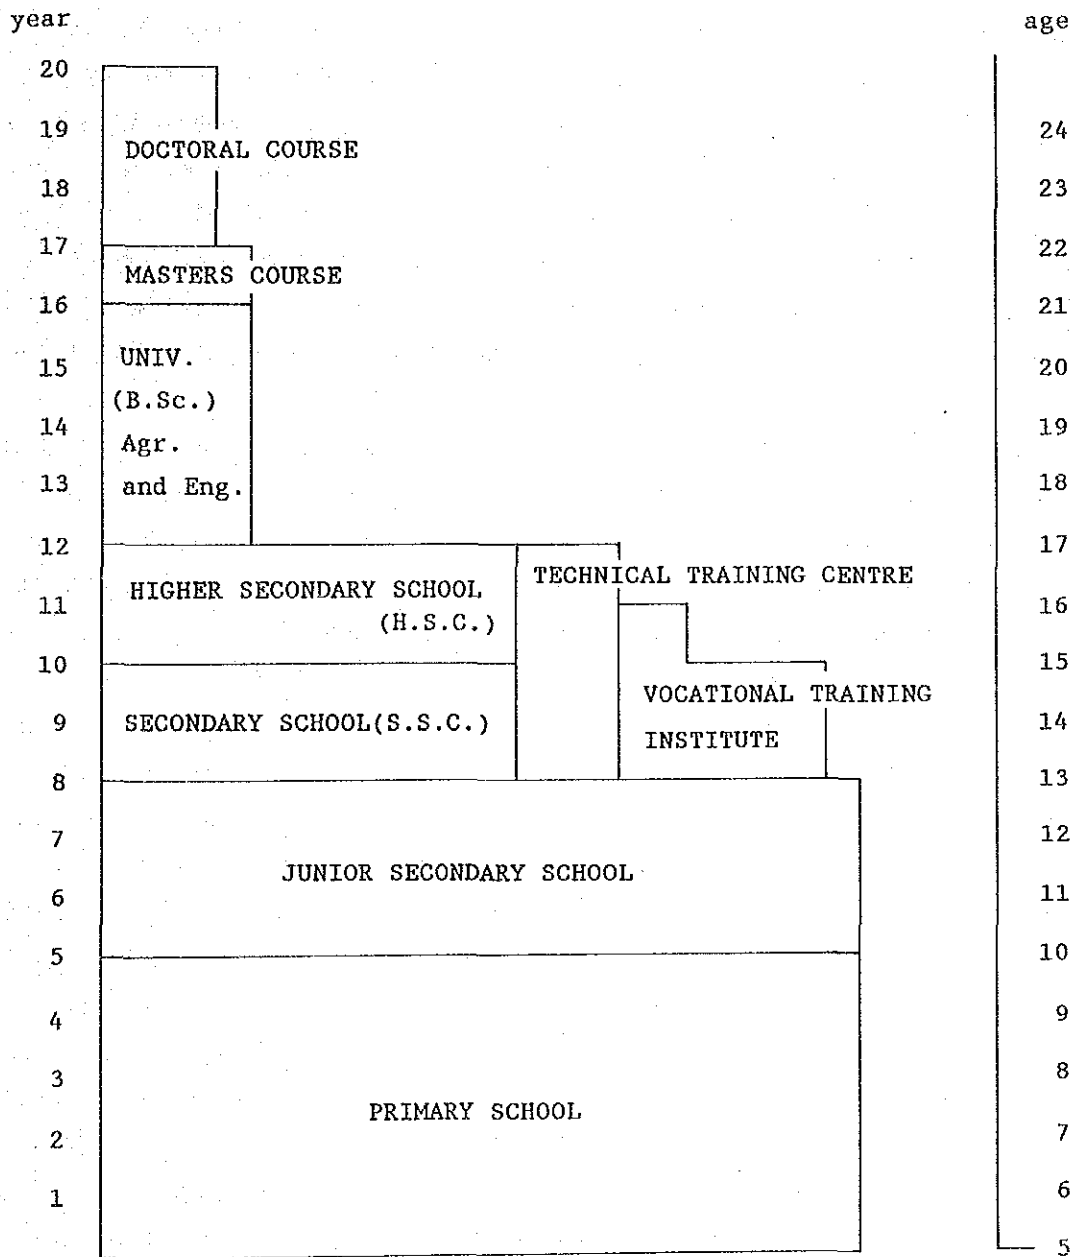 year age
20
19 24
DOCTORAL COURSE
18 23
17 22
MASTERS COURSE
16 21
UNIV.
15 20
(B.Sc.)
14 19
Agr.
13 and Eng. 18
12 17
TECHNICAL TRAINING CENTRE
HIGHER SECONDARY SCHOOL
11 16
(H.S.C.)
10 15
VOCATIONAL TRAINING
9 SECONDARY SCHOOL(S.S.C.) 14
INSTITUTE
8 13
7 12
JUNIOR SECONDARY SCHOOL
6 11
5 10
4 9
3 8
PRIMARY SCHOOL
2 7
1 6
5